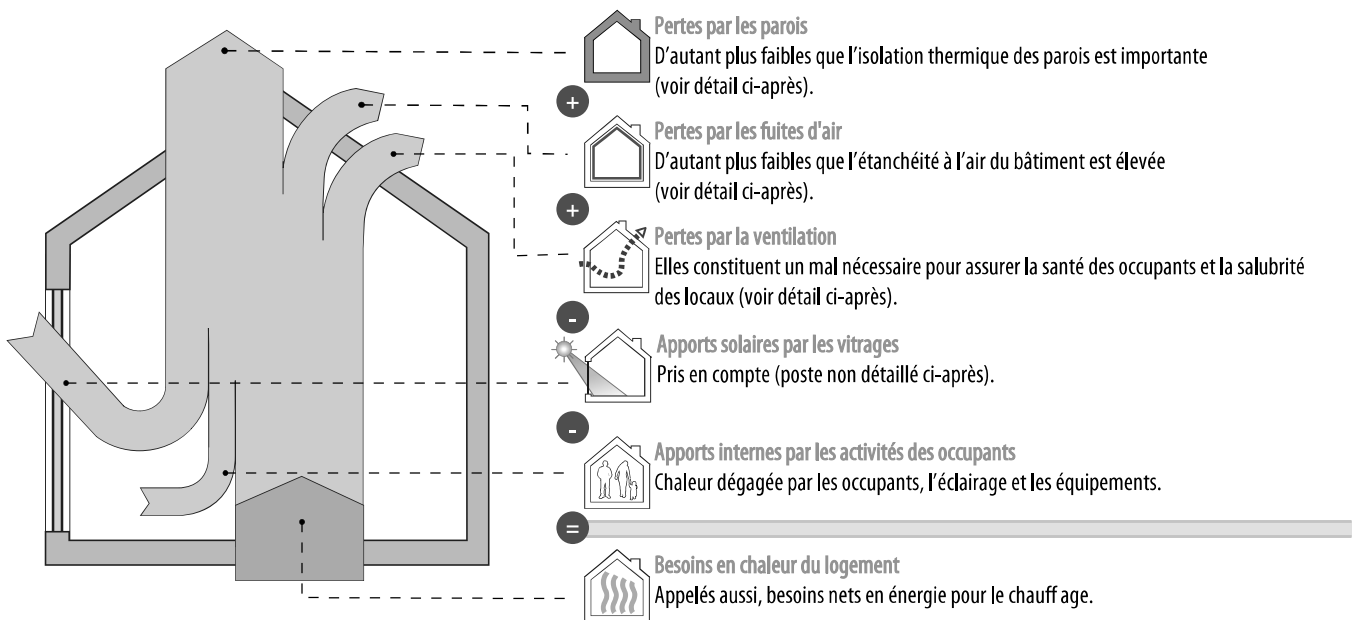 Pertes par les parois
D'autant plus faibles que l'isolation thermique des parois est importante
(voir détail ci-après).
+
Pertes par les fuites d'air
D'autant plus faibles que l'étanchéité à l'air du bâtiment est élevée
(voir détail ci-après).
+
Pertes par la ventilation
Elles constituent un mal nécessaire pour assurer la santé des occupants et la salubrité
des locaux (voir détail ci-après).
-
Apports solaires par les vitrages
Pris en compte (poste non détaillé ci-après).
-
Apports internes par les activités des occupants
Chaleur dégagée par les occupants, l'éclairage et les équipements.
=
Besoins en chaleur du logement
Appelés aussi, besoins nets en énergie pour le chauff age.